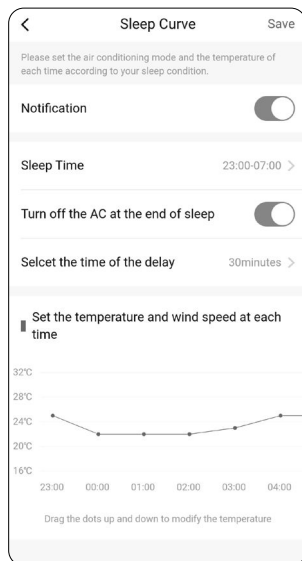 Sleep Curve Save
Please set the air conditioning mode and the temperature of
each time according to your sleep condition.
Notification
Sleep Time 23:00-07:00 >
Turn off the AC at the end of sleep
Selcet the time of the delay 30minutes >
Set the temperature and wind speed at each
time
32°C
28°C
24°C
20°C
16°C
23:00 00:00 01:00 02:00 03:00 04:00
Drag the dots up and down to modify the temperature